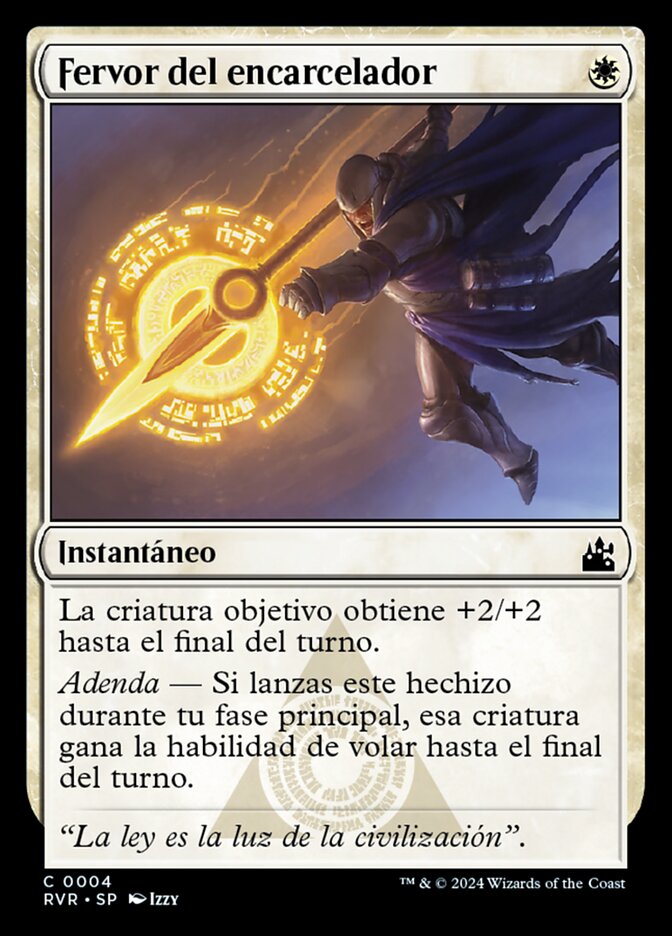 Fervor del encarcelador
Instantáneo
La criatura objetivo obtiene +2/+2
hasta el final del turno.
Adenda — Si lanzas este hechizo
durante tu fase principal, esa criatura
gana la habilidad de volar hasta el final
del turno.
“La ley es la luz de la civilización”.
C 0004
RVR • SP Izzy
™ & © 2024 Wizards of the Coast